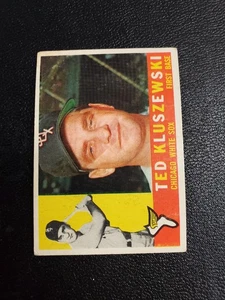 TED KLUSZEWSKI
CHICAGO WHITE SOX
FIRST BASE